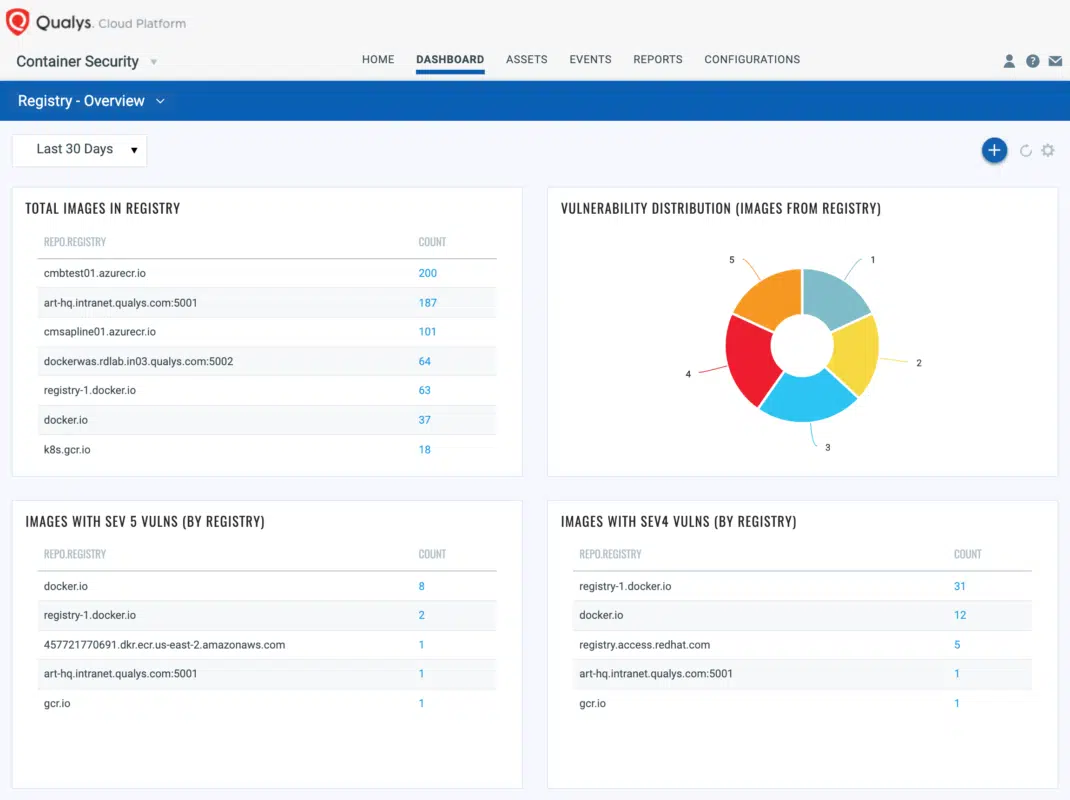 Qualys. Cloud Platform
Container Security
HOME DASHBOARD ASSETS EVENTS REPORTS CONFIGURATIONS
Registry - Overview
Last 30 Days
TOTAL IMAGES IN REGISTRY
REPO.REGISTRY COUNT
cmbtest01.azurecr.io 200
art-hq.intranet.qualys.com:5001 187
cmsapline01.azurecr.io 101
dockerwas.rdlab.in03.qualys.com:5002 64
registry-1.docker.io 63
docker.io 37
k8s.gcr.io 18
VULNERABILITY DISTRIBUTION (IMAGES FROM REGISTRY)
5 1
2
4
3
IMAGES WITH SEV 5 VULNS (BY REGISTRY)
REPO.REGISTRY COUNT
docker.io 8
registry-1.docker.io 2
457721770691.dkr.ecr.us-east-2.amazonaws.com 1
art-hq.intranet.qualys.com:5001 1
gcr.io 1
IMAGES WITH SEV4 VULNS (BY REGISTRY)
REPO.REGISTRY COUNT
registry-1.docker.io 31
docker.io 12
registry.access.redhat.com 5
art-hq.intranet.qualys.com:5001 1
gcr.io 1